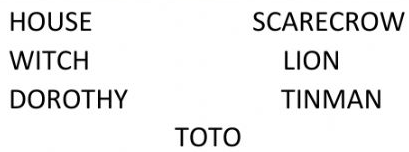 HOUSE SCARECROW
WITCH LION
DOROTHY TINMAN
TOTO